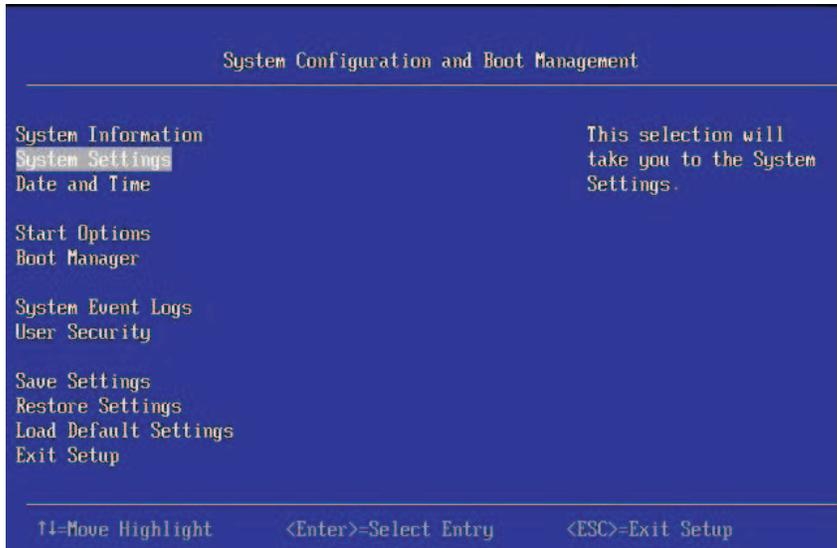 System Configuration and Boot Management
System Information
System Settings
Date and Time
Start Options
Boot Manager
System Event Logs
User Security
Save Settings
Restore Settings
Load Default Settings
Exit Setup
This selection will
take you to the System
Settings.
↑↓=Move Highlight <Enter>=Select Entry <ESC>=Exit Setup